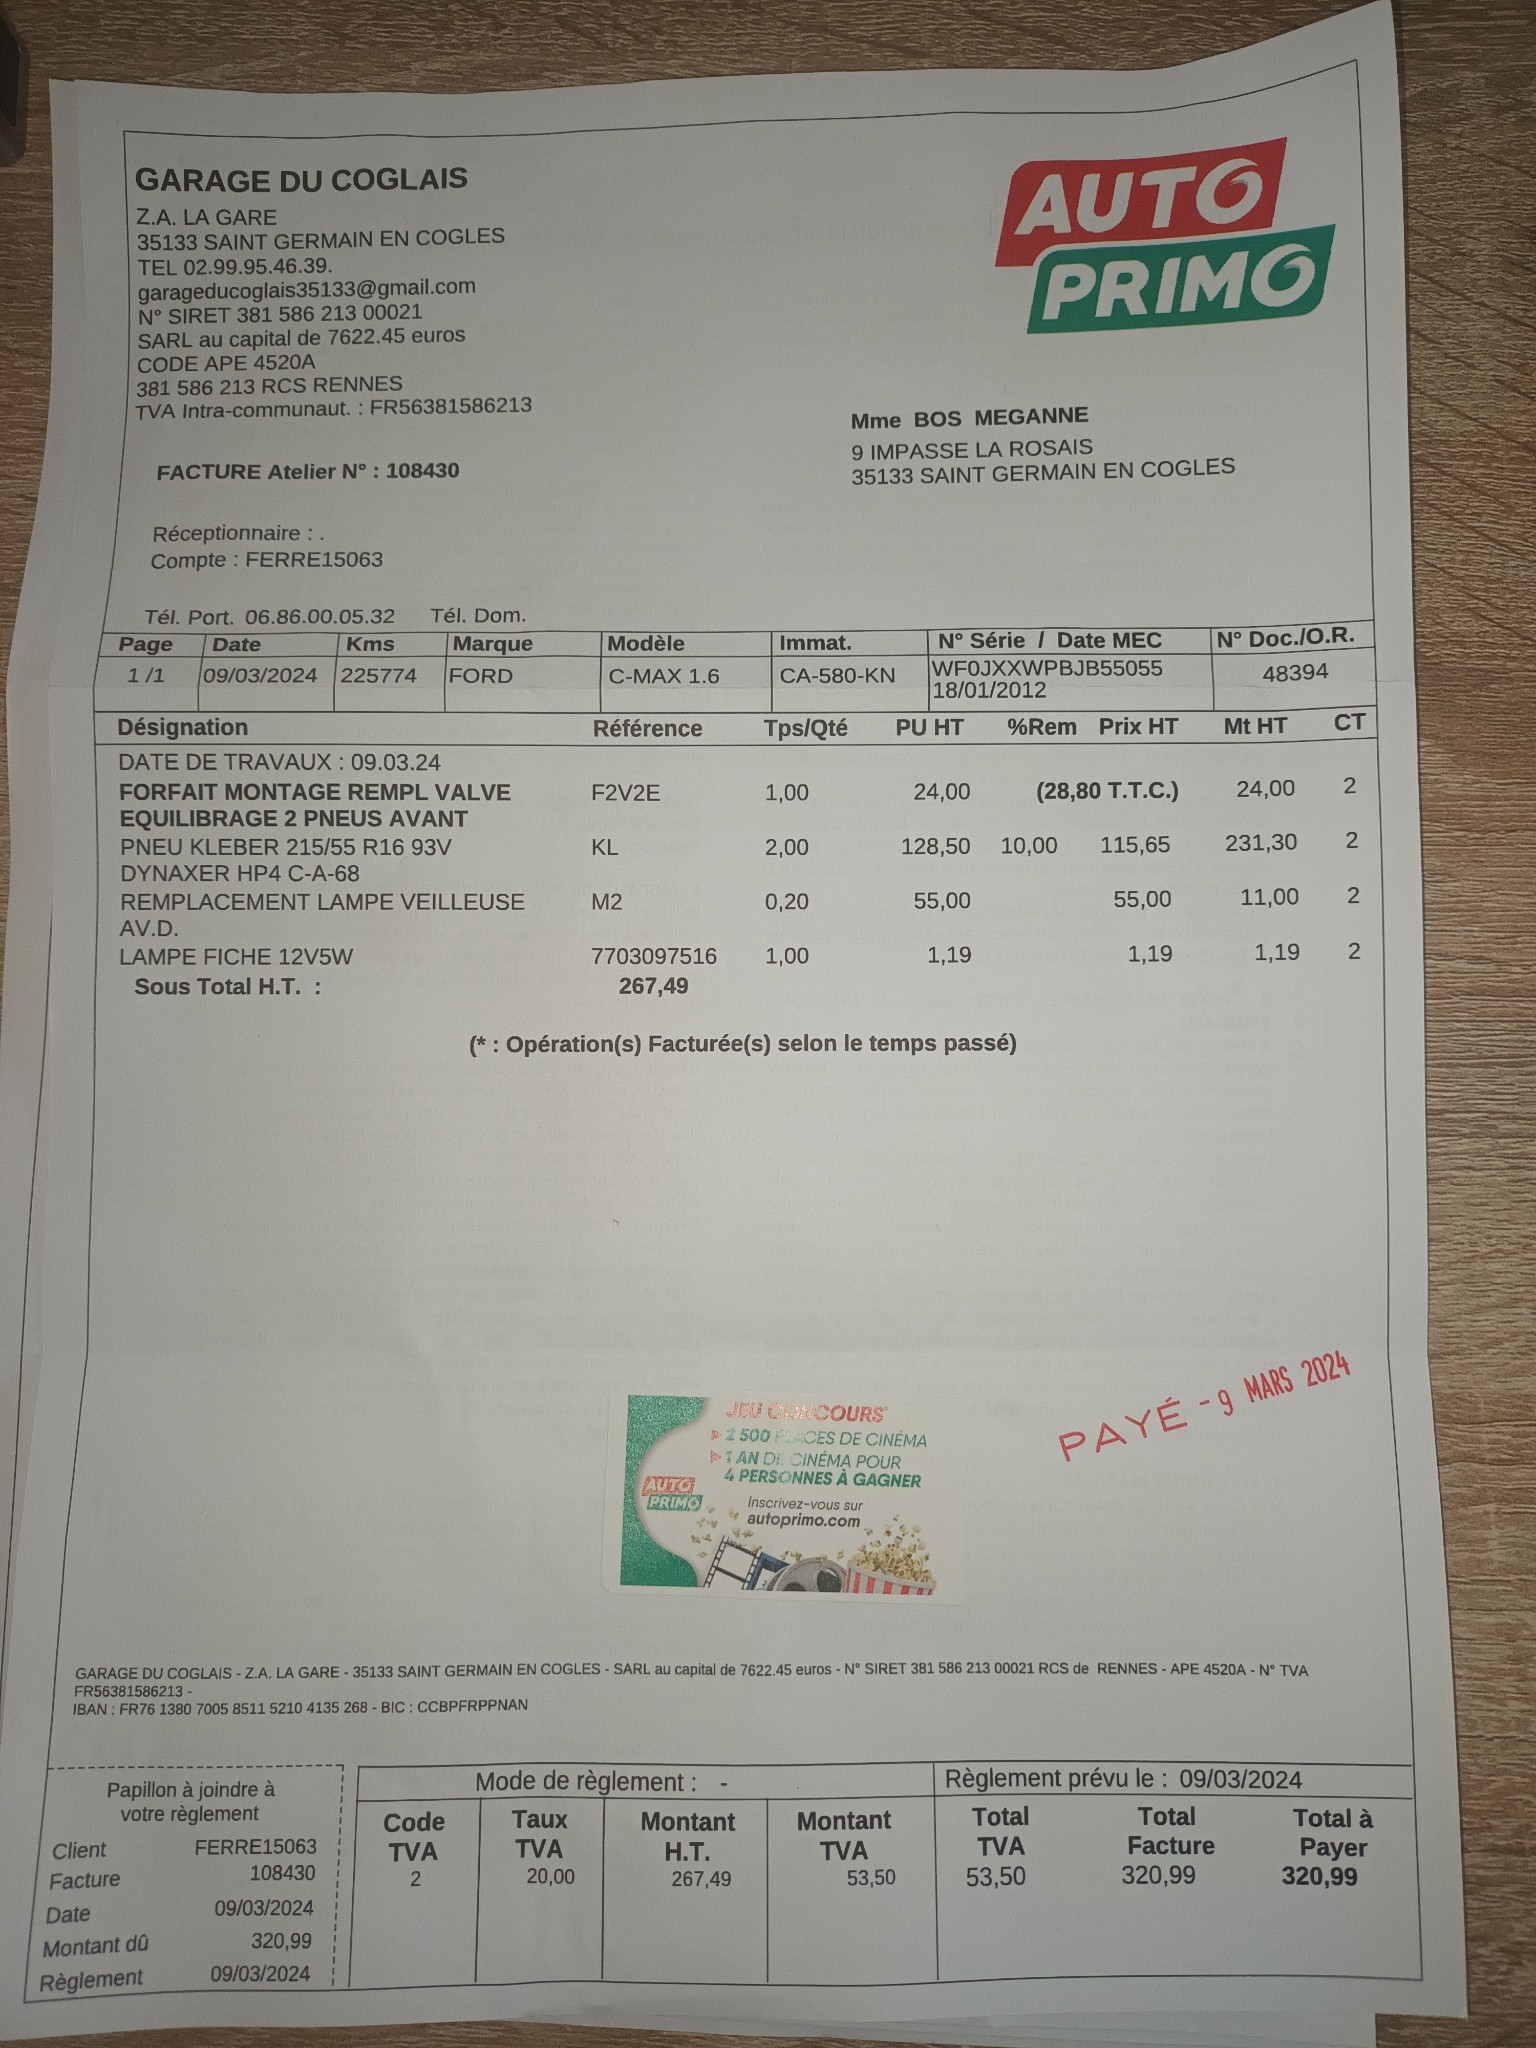 GARAGE DU COGLAIS
Z.A. LA GARE
35133 SAINT GERMAIN EN COGLES
TEL 02.99.95.46.39.
garageducoglais35133@gmail.com
N° SIRET 381 586 213 00021
SARL au capital de 7622.45 euros
CODE APE 4520A
381 586 213 RCS RENNES
TVA Intra-communaut. : FR56381586213
AUTO
PRIMO
Mme BOS MEGANNE
9 IMPASSE LA ROSAIS
35133 SAINT GERMAIN EN COGLES
FACTURE Atelier N° : 108430
Réceptionnaire : .
Compte : FERRE15063
Tél. Port. 06.86.00.05.32 Tél. Dom.
Page Date Kms Marque Modèle Immat. N° Série / Date MEC N° Doc./O.R.
1 /1 09/03/2024 225774 FORD C-MAX 1.6 CA-580-KN WF0JXXWPBJB55055 48394
18/01/2012
Désignation Référence Tps/Qté PU HT %Rem Prix HT Mt HT CT
DATE DE TRAVAUX : 09.03.24
FORFAIT MONTAGE REMPL VALVE F2V2E 1,00 24,00 (28,80 T.T.C.) 24,00 2
EQUILIBRAGE 2 PNEUS AVANT
PNEU KLEBER 215/55 R16 93V KL 2,00 128,50 10,00 115,65 231,30 2
DYNAXER HP4 C-A-68
REMPLACEMENT LAMPE VEILLEUSE M2 0,20 55,00 55,00 11,00 2
AV.D.
LAMPE FICHE 12V5W 7703097516 1,00 1,19 1,19 1,19 2
Sous Total H.T. : 267,49
(* : Opération(s) Facturée(s) selon le temps passé)
PAYÉ - 9 MARS 2024
JEU CONCOURS*
2 500 PLACES DE CINÉMA
1 AN DE CINÉMA POUR
4 PERSONNES À GAGNER
AUTO
PRIMO
Inscrivez-vous sur
autoprimo.com
GARAGE DU COGLAIS - Z.A. LA GARE - 35133 SAINT GERMAIN EN COGLES - SARL au capital de 7622.45 euros - N° SIRET 381 586 213 00021 RCS de RENNES - APE 4520A - N° TVA
FR56381586213 -
IBAN : FR76 1380 7005 8511 5210 4135 268 - BIC : CCBPFRPPNAN
Papillon à joindre à
votre règlement
Client FERRE15063
Facture 108430
Date 09/03/2024
Montant dû 320,99
Règlement 09/03/2024
Mode de règlement : - Règlement prévu le : 09/03/2024
Code Taux Montant Montant Total Total Total à
TVA TVA H.T. TVA TVA Facture Payer
2 20,00 267,49 53,50 53,50 320,99 320,99